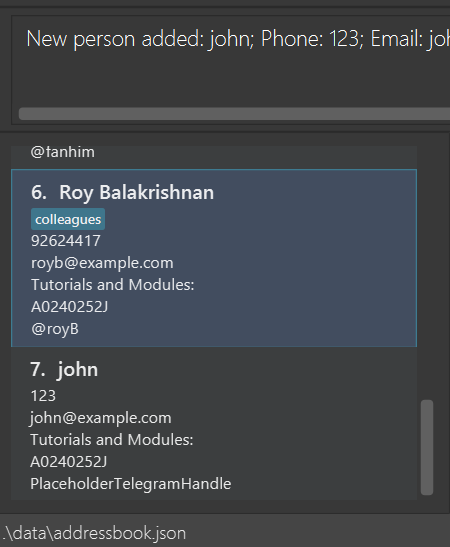 New person added: john; Phone: 123; Email: joh
@fanhim
6. Roy Balakrishnan
colleagues
92624417
royb@example.com
Tutorials and Modules:
A0240252J
@royB
7. john
123
john@example.com
Tutorials and Modules:
A0240252J
PlaceholderTelegramHandle
.\data\addressbook.json